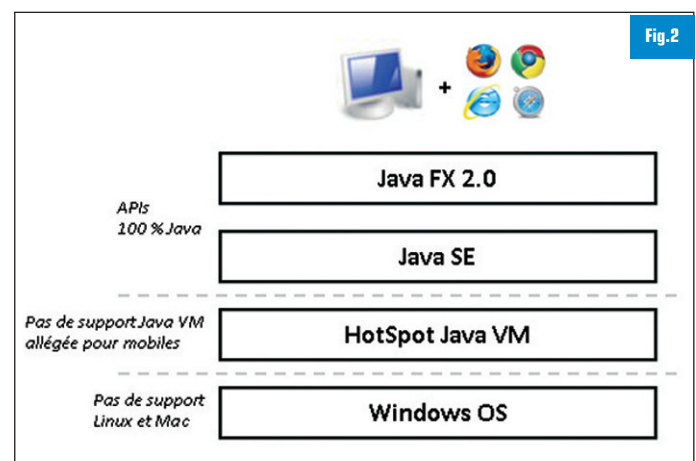 Fig.2
+
Java FX 2.0
APIs
100 % Java
Java SE
Pas de support Java VM
allégée pour mobiles
HotSpot Java VM
Pas de support
Linux et Mac
Windows OS